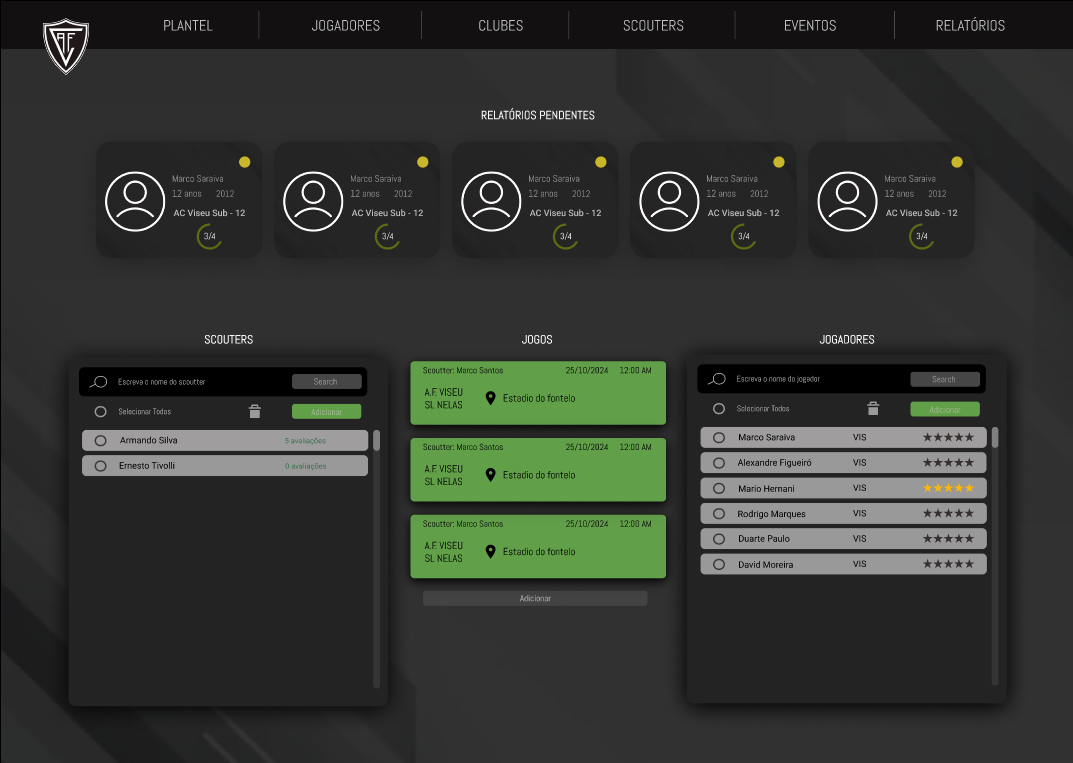 PLANTEL
JOGADORES
CLUBES
SCOUTERS
EVENTOS
RELATÓRIOS
AFV
RELATÓRIOS PENDENTES
Marco Saraiva
12 anos 2012
AC Viseu Sub - 12
3/4
Marco Saraiva
12 anos 2012
AC Viseu Sub - 12
3/4
Marco Saraiva
12 anos 2012
AC Viseu Sub - 12
3/4
Marco Saraiva
12 anos 2012
AC Viseu Sub - 12
3/4
Marco Saraiva
12 anos 2012
AC Viseu Sub - 12
3/4
SCOUTERS
Escreva o nome do scoutter
Search
Selecionar Todos
Adicionar
Armando Silva 5 avaliações
Ernesto Tivolli 0 avaliações
JOGOS
Scoutter: Marco Santos 25/10/2024 12:00 AM
A.F. VISEU
SL NELAS
Estadio do fontelo
Scoutter: Marco Santos 25/10/2024 12:00 AM
A.F. VISEU
SL NELAS
Estadio do fontelo
Scoutter: Marco Santos 25/10/2024 12:00 AM
A.F. VISEU
SL NELAS
Estadio do fontelo
Adicionar
JOGADORES
Escreva o nome do jogador
Search
Selecionar Todos
Adicionar
Marco Saraiva VIS
Alexandre Figueiró VIS
Mario Hernani VIS
Rodrigo Marques VIS
Duarte Paulo VIS
David Moreira VIS